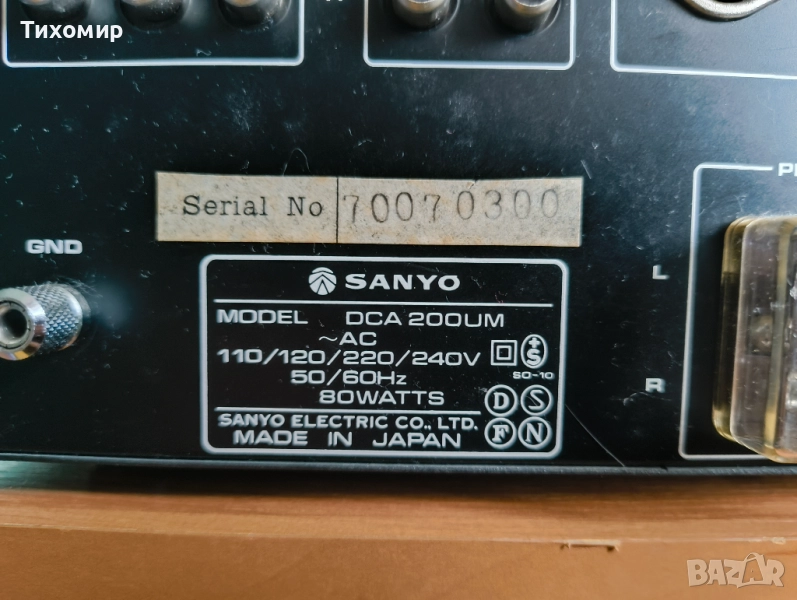 Тихомир
Serial No 70070300
GND
SANYO
MODEL DCA 200UM
~AC
110/120/220/240V
SQ-10
50/60Hz
80WATTS
D S
SANYO ELECTRIC CO., LTD.
F N
MADE IN JAPAN
L
R
BAZAR